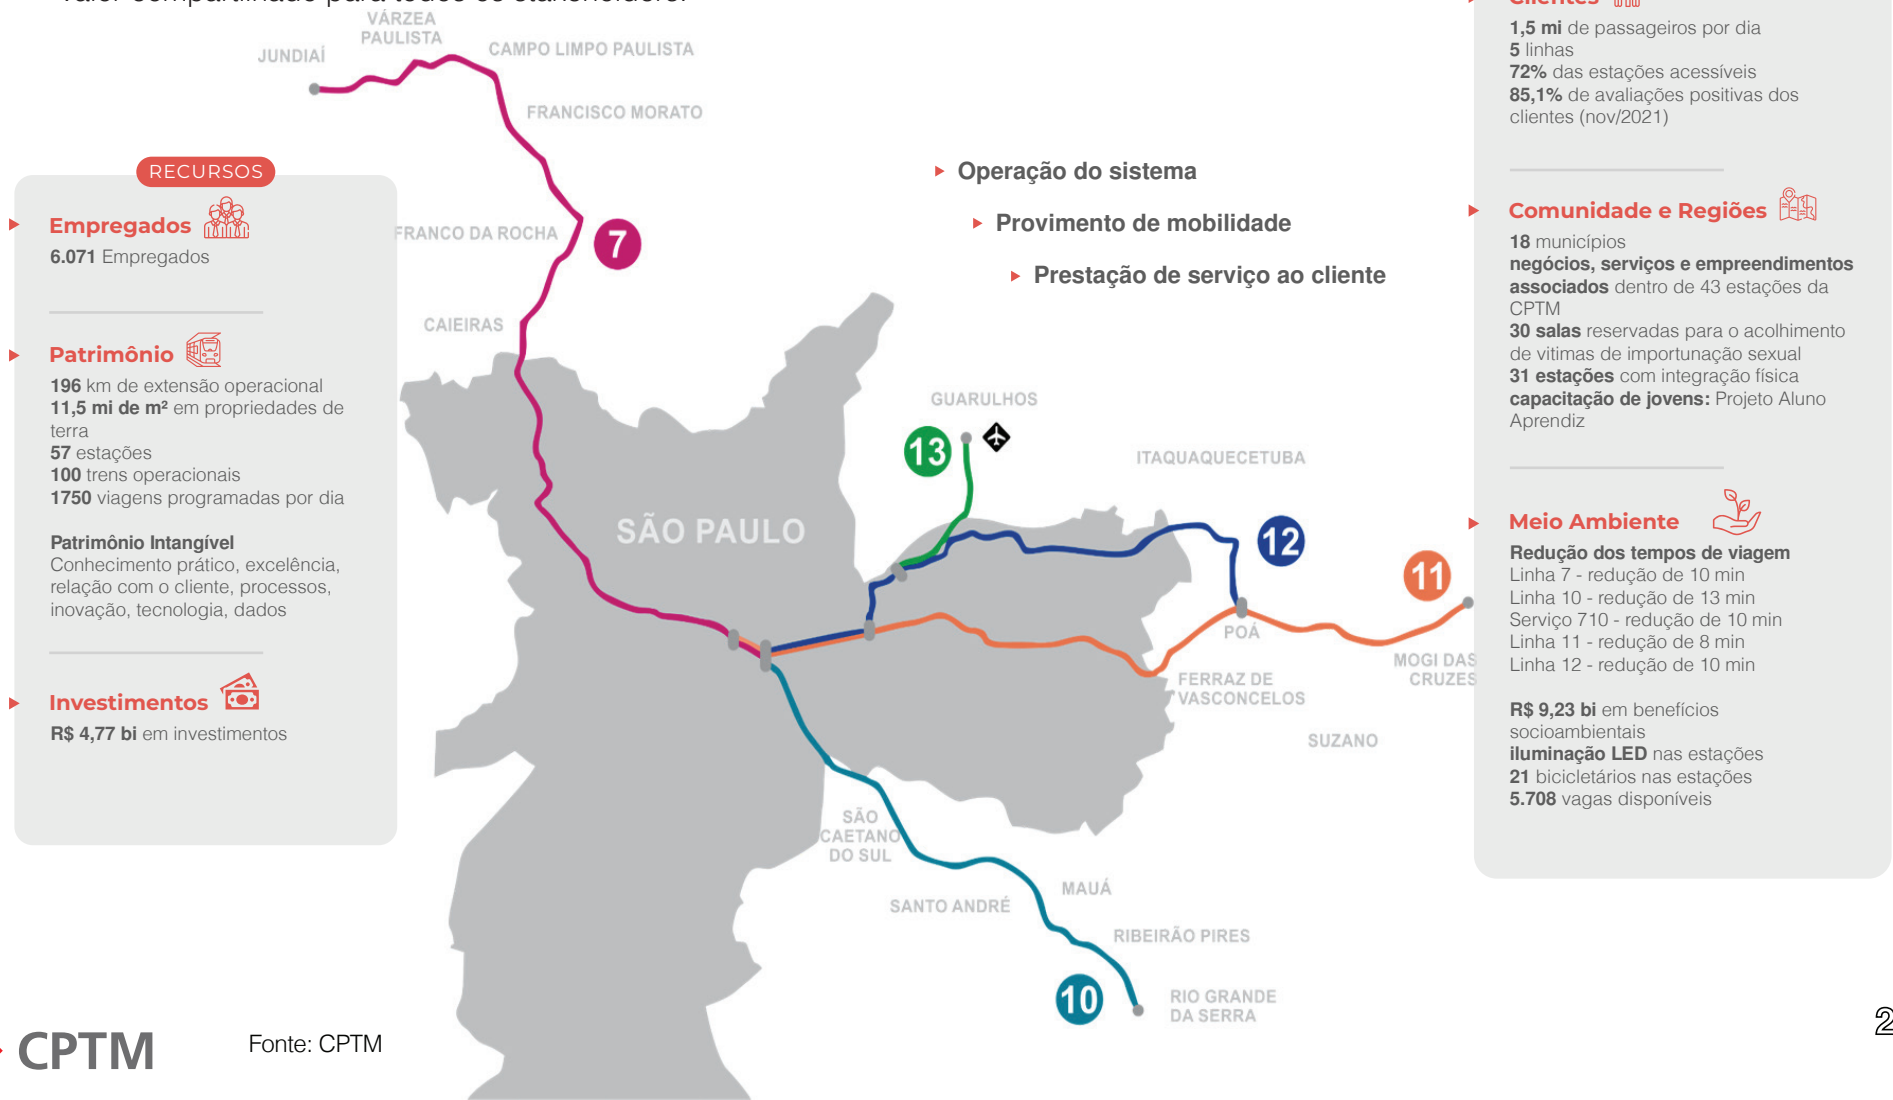 valor compartilhado para todos os stakeholders.
VÁRZEA
PAULISTA
JUNDIAÍ
CAMPO LIMPO PAULISTA
FRANCISCO MORATO
FRANCO DA ROCHA
7
CAIEIRAS
RECURSOS
Empregados
6.071 Empregados
Patrimônio
196 km de extensão operacional
11,5 mi de m² em propriedades de
terra
57 estações
100 trens operacionais
1750 viagens programadas por dia
Patrimônio Intangível
Conhecimento prático, excelência,
relação com o cliente, processos,
inovação, tecnologia, dados
Investimentos
R$ 4,77 bi em investimentos
Operação do sistema
Provimento de mobilidade
Prestação de serviço ao cliente
GUARULHOS
13
ITAQUAQUECETUBA
SÃO PAULO
12
11
POÁ
MOGI DAS
CRUZES
FERRAZ DE
VASCONCELOS
SUZANO
SÃO
CAETANO
DO SUL
MAUÁ
SANTO ANDRÉ
RIBEIRÃO PIRES
10
RIO GRANDE
DA SERRA
Clientes
1,5 mi de passageiros por dia
5 linhas
72% das estações acessíveis
85,1% de avaliações positivas dos
clientes (nov/2021)
Comunidade e Regiões
18 municípios
negócios, serviços e empreendimentos
associados dentro de 43 estações da
CPTM
30 salas reservadas para o acolhimento
de vitimas de importunação sexual
31 estações com integração física
capacitação de jovens: Projeto Aluno
Aprendiz
Meio Ambiente
Redução dos tempos de viagem
Linha 7 - redução de 10 min
Linha 10 - redução de 13 min
Serviço 710 - redução de 10 min
Linha 11 - redução de 8 min
Linha 12 - redução de 10 min
R$ 9,23 bi em benefícios
socioambientais
iluminação LED nas estações
21 bicicletários nas estações
5.708 vagas disponíveis
CPTM
Fonte: CPTM
2